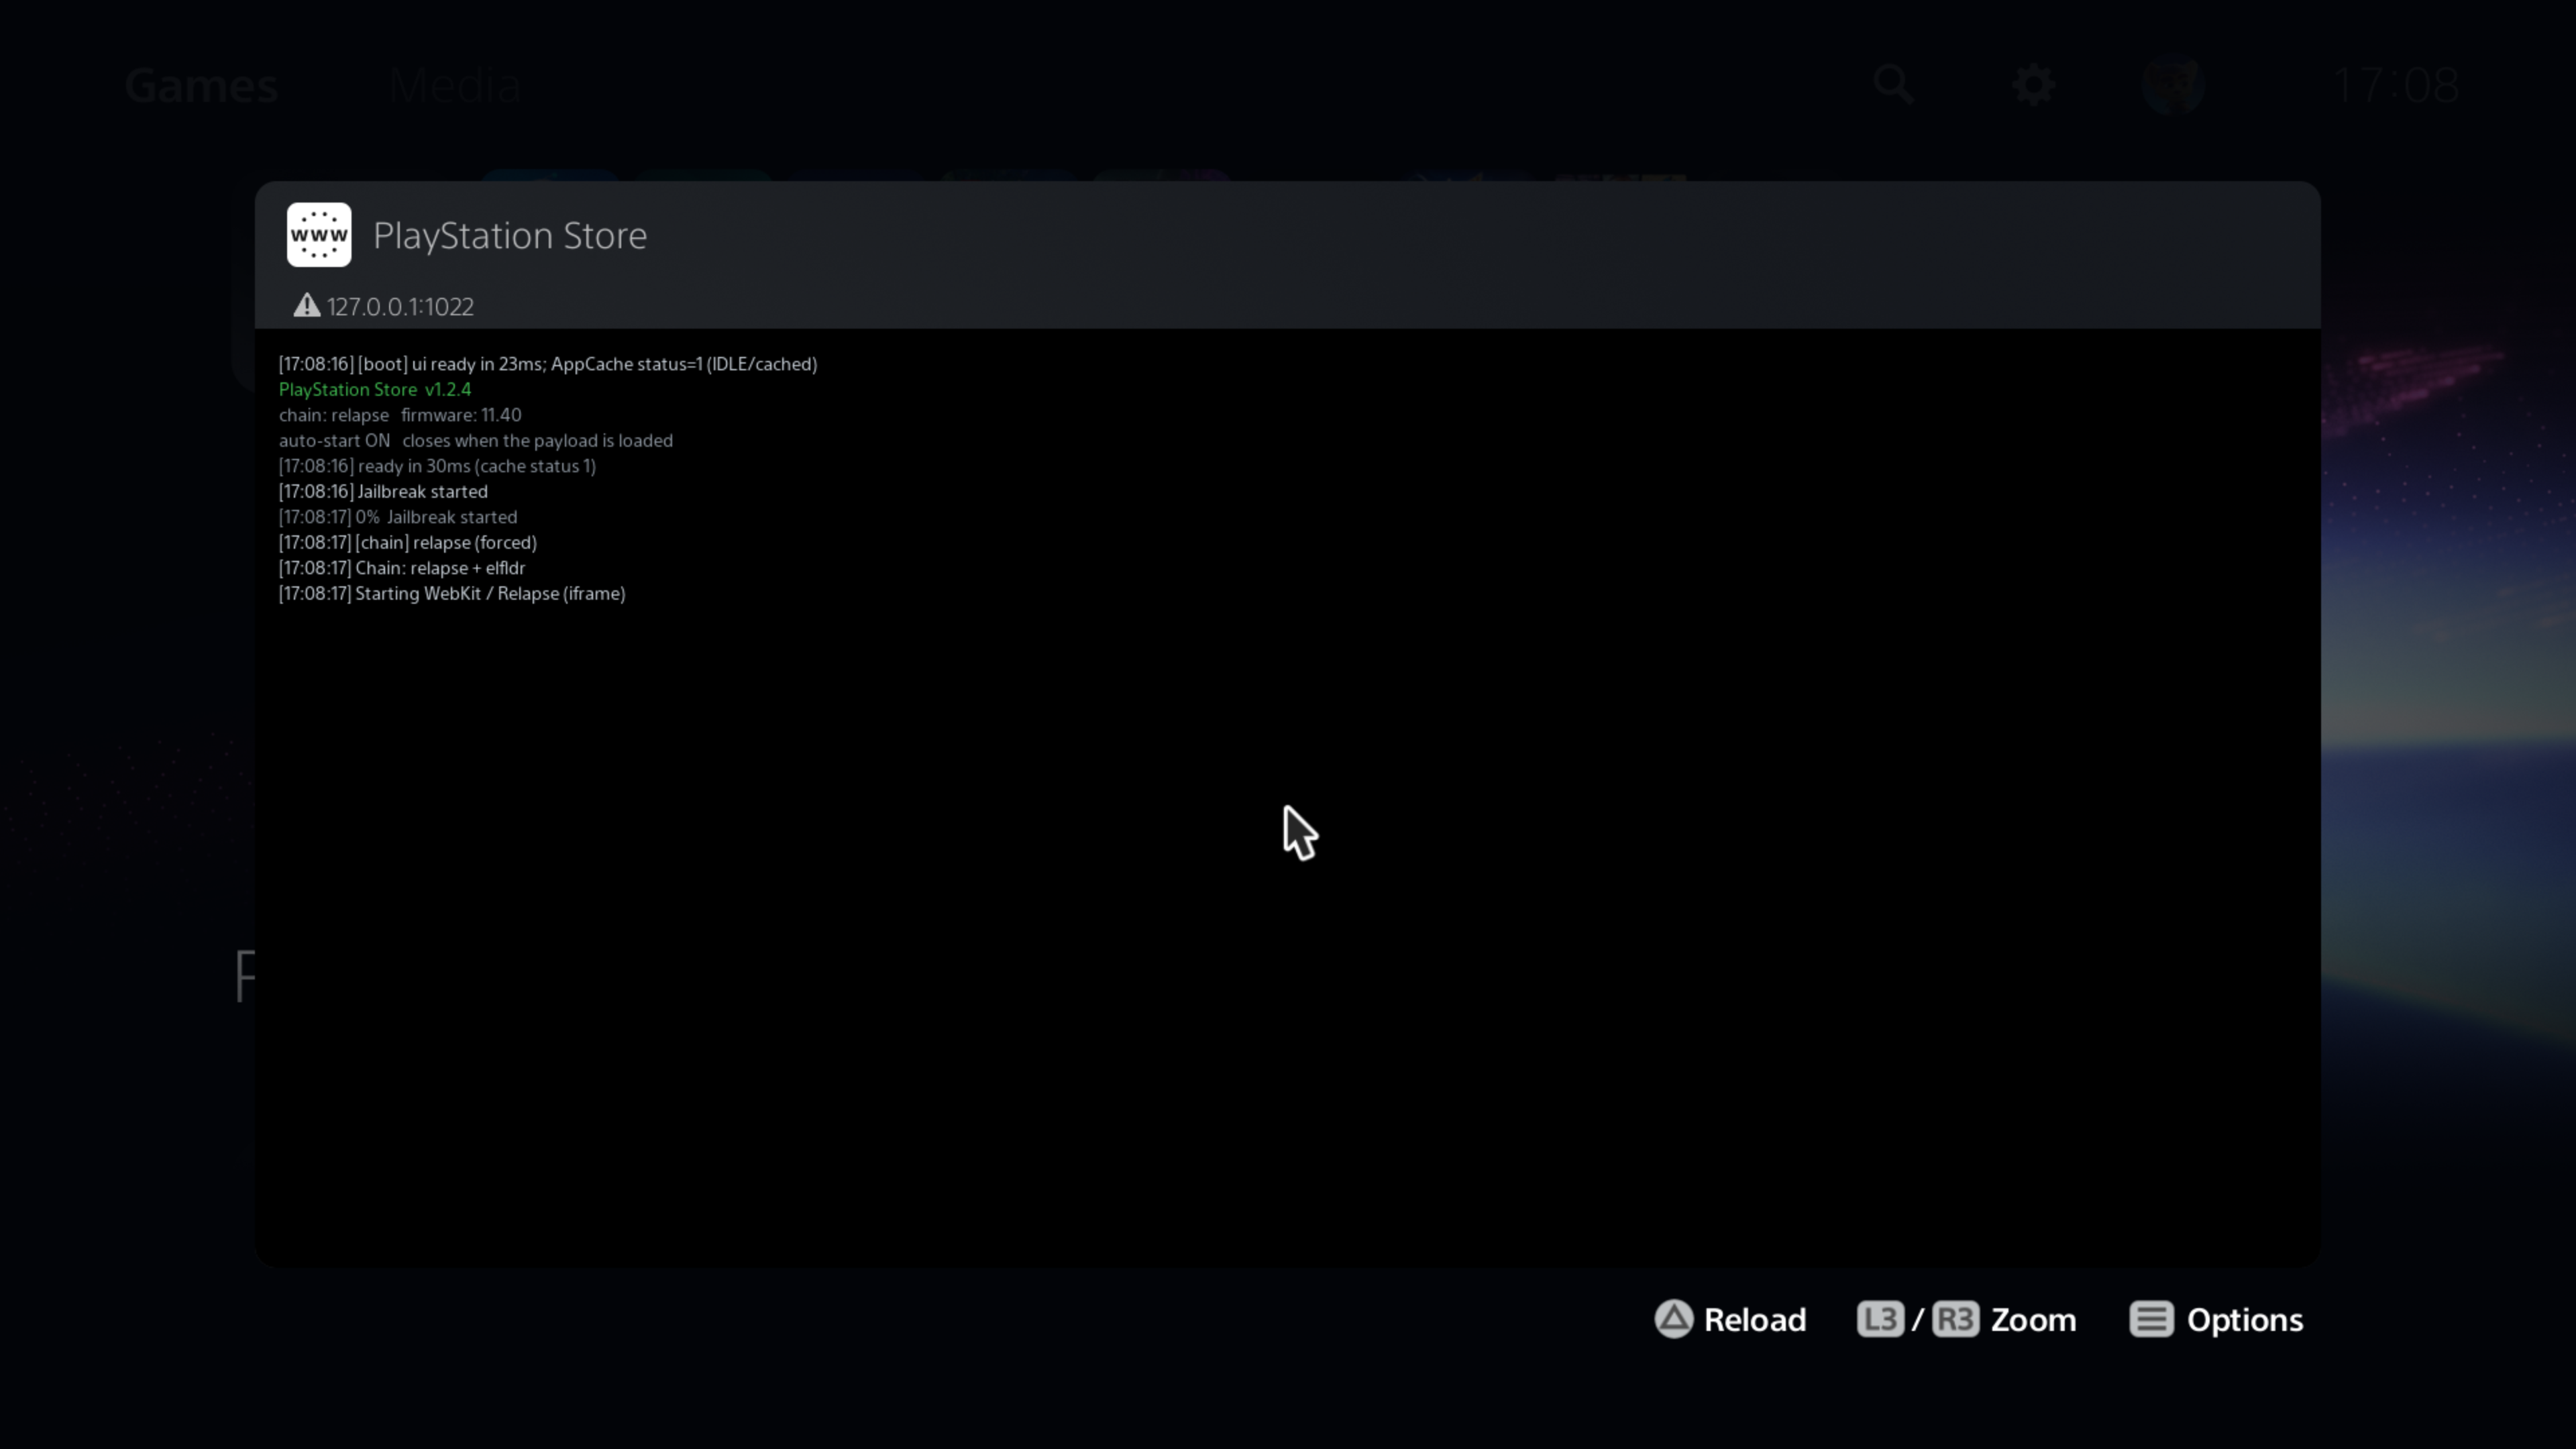 Games Media 17:08
www PlayStation Store
127.0.0.1:1022
[17:08:16] [boot] ui ready in 23ms; AppCache status=1 (IDLE/cached)
PlayStation Store v1.2.4
chain: relapse firmware: 11.40
auto-start ON closes when the payload is loaded
[17:08:16] ready in 30ms (cache status 1)
[17:08:16] Jailbreak started
[17:08:17] 0% Jailbreak started
[17:08:17] [chain] relapse (forced)
[17:08:17] Chain: relapse + elfldr
[17:08:17] Starting WebKit / Relapse (iframe)
Reload L3 / R3 Zoom Options